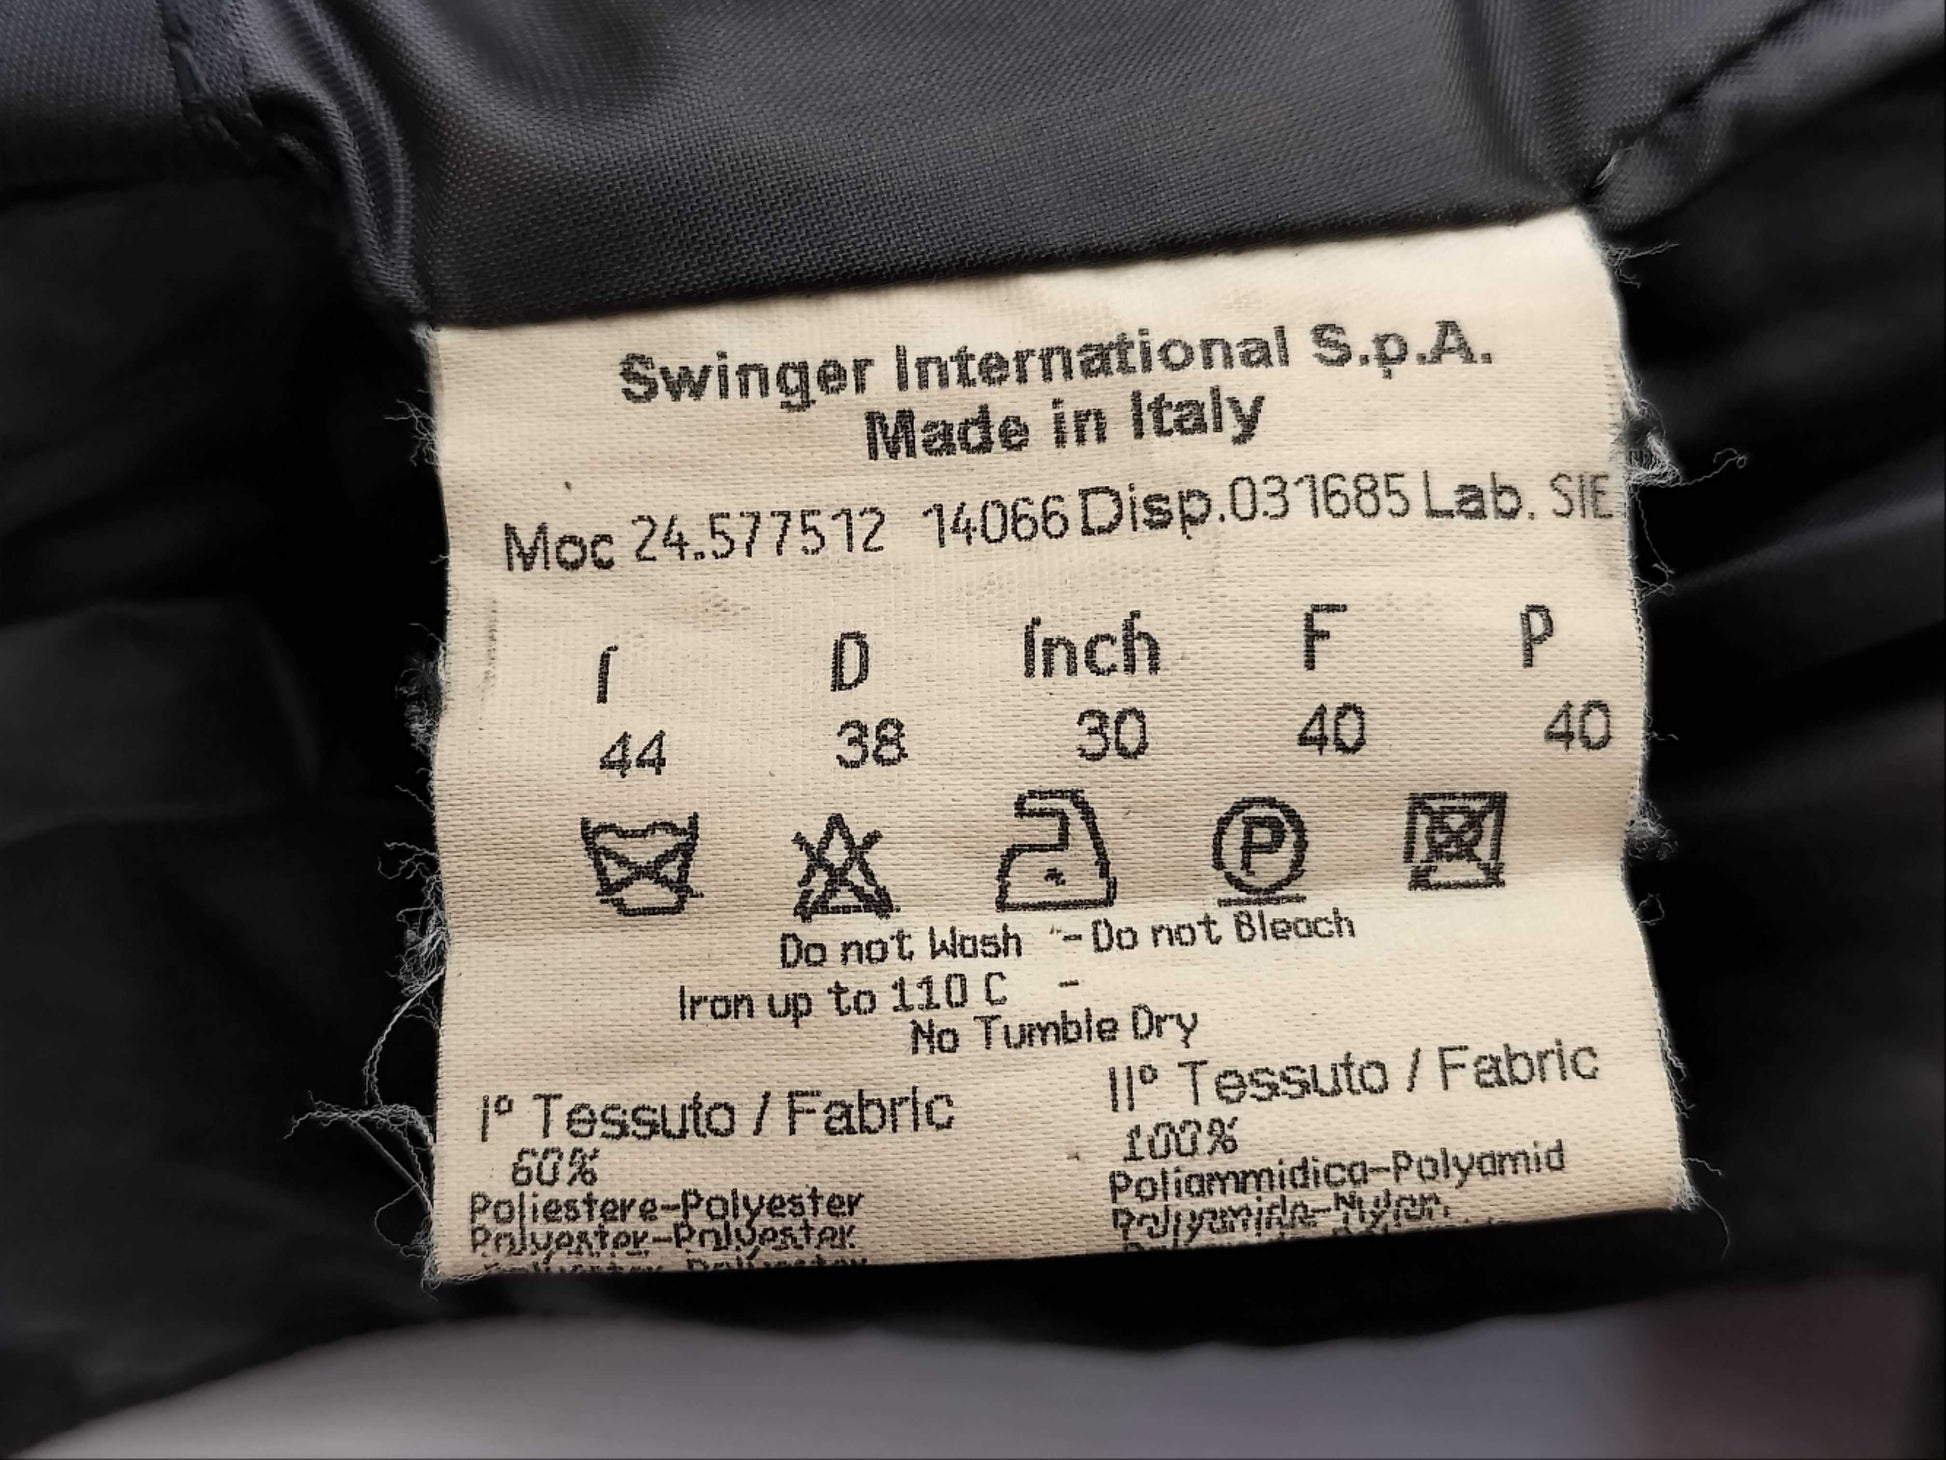 Swinger International S.p.A.
Made in Italy
Moc 24.577512 14066 Disp.031685 Lab. SIE
I D Inch F P
44 38 30 40 40
P
Do not Wash - Do not Bleach
Iron up to 110 C -
No Tumble Dry
I° Tessuto / Fabric
60%
Poliestere-Polyester
Polyester-Polyester
II° Tessuto / Fabric
100%
Poliammidica-Polyamid
Polyamide-Nylon.